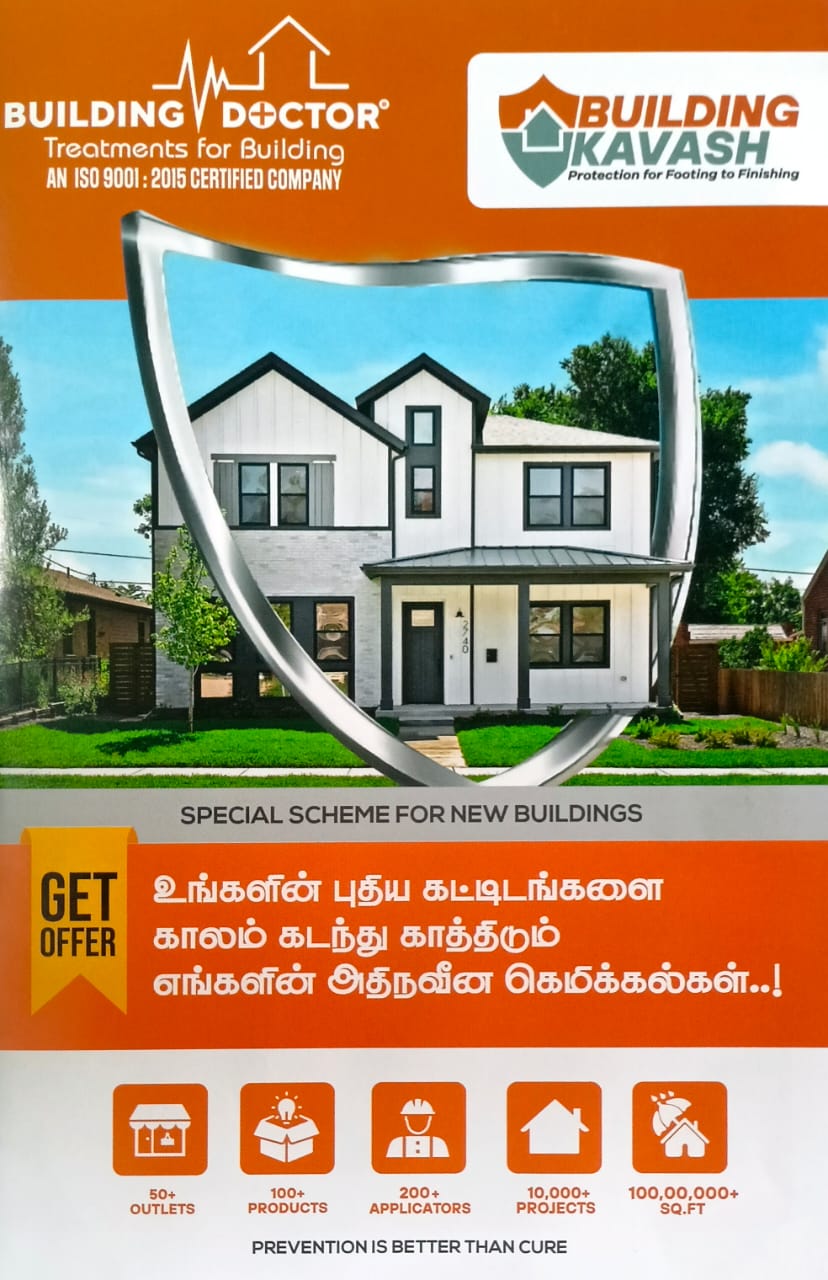 BUILDING DOCTOR®
Treatments for Building
AN ISO 9001 : 2015 CERTIFIED COMPANY
BUILDING
KAVASH
Protection for Footing to Finishing
2740
SPECIAL SCHEME FOR NEW BUILDINGS
GET
OFFER
உங்களின் புதிய கட்டிடங்களை
காலம் கடந்து காத்திடும்
எங்களின் அதிநவீன கெமிக்கல்கள்..!
50+
OUTLETS
100+
PRODUCTS
200+
APPLICATORS
10,000+
PROJECTS
100,00,000+
SQ.FT
PREVENTION IS BETTER THAN CURE